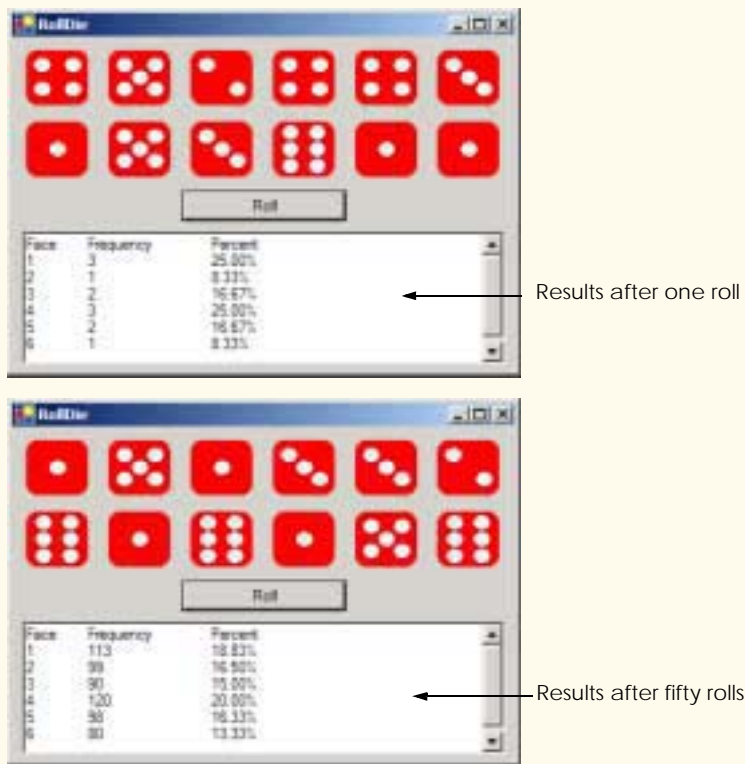 RollDie
Roll
Face Frequency Percent
1 3 25.00%
2 1 8.33%
3 2 16.67%
4 3 25.00%
5 2 16.67%
6 1 8.33%
Results after one roll
RollDie
Roll
Face Frequency Percent
1 113 18.83%
2 99 16.50%
3 90 15.00%
4 120 20.00%
5 98 16.33%
6 80 13.33%
Results after fifty rolls